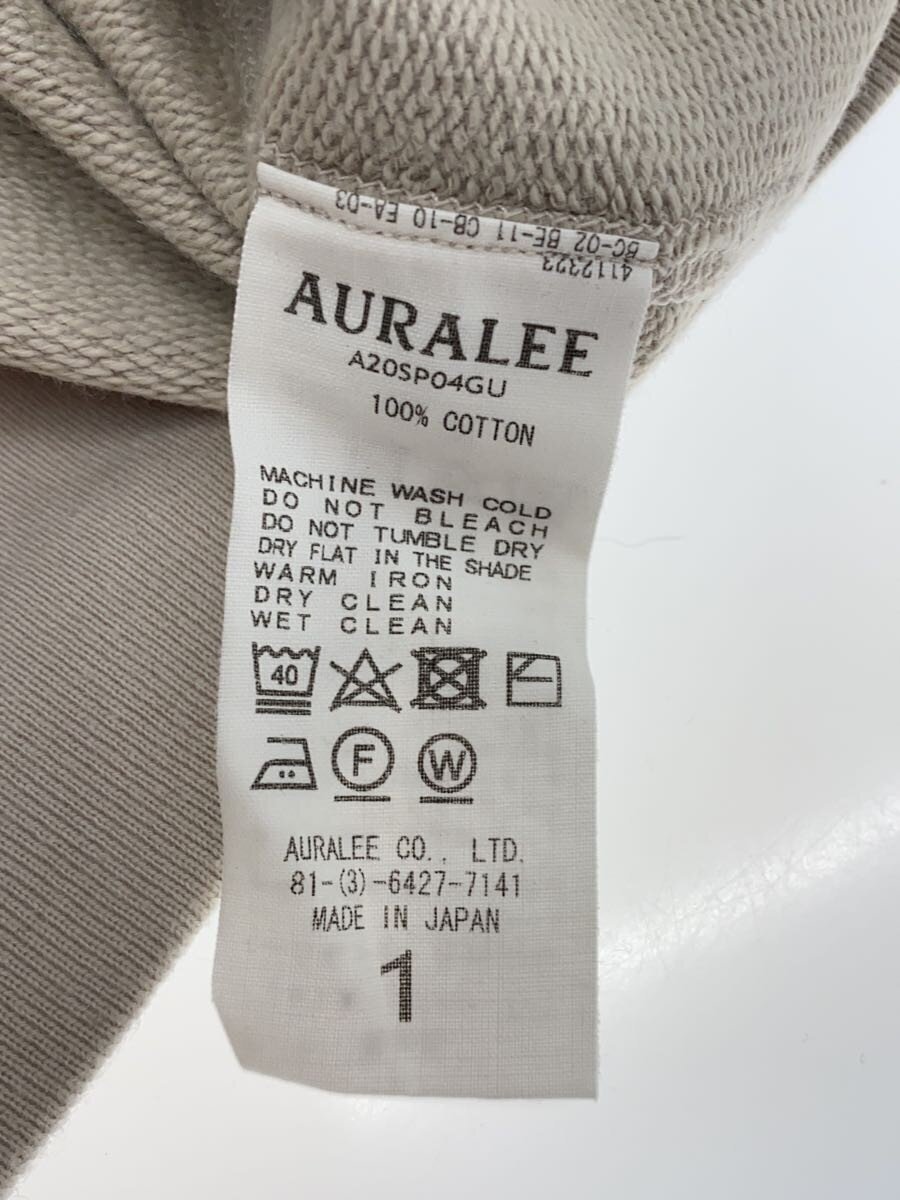 BC-02 BE-11 CB-10 EA-03
4112323
AURALEE
A20SP04GU
100% COTTON
MACHINE WASH COLD
DO NOT BLEACH
DO NOT TUMBLE DRY
DRY FLAT IN THE SHADE
WARM IRON
DRY CLEAN
WET CLEAN
40
F W
AURALEE CO., LTD.
81-(3)-6427-7141
MADE IN JAPAN
1